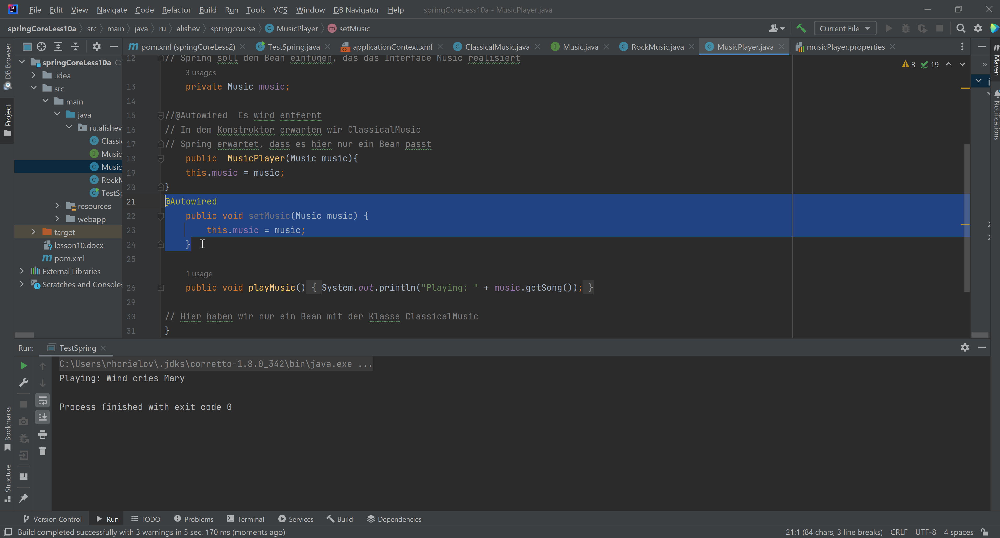 File Edit View Navigate Code Refactor Build Run Tools VCS Window DB Navigator Help springCoreLess10a - MusicPlayer.java
springCoreLess10a src main java ru alishev springcourse MusicPlayer setMusic Current File
pom.xml (springCoreLess2) TestSpring.java applicationContext.xml ClassicalMusic.java Music.java RockMusic.java MusicPlayer.java musicPlayer.properties
DB Browser
Project
Bookmarks
Structure
springCoreLess10a C:
.idea
src
main
java
ru.alishev
Classi
Music
Music
RockM
TestSp
resources
webapp
target
lesson10.docx
pom.xml
External Libraries
Scratches and Consoles
12 // Spring soll den Bean einfugen, das das Interface Music realisiert
3 usages
13 private Music music;
14
15 //@Autowired  Es wird entfernt
16 // In dem Konstruktor erwarten wir ClassicalMusic
17 // Spring erwartet, dass es hier nur ein Bean passt
18 public  MusicPlayer(Music music){
19 this.music = music;
20 }
21 @Autowired
22 public void setMusic(Music music) {
23 this.music = music;
24 }
25
1 usage
26 public void playMusic() { System.out.println("Playing: " + music.getSong()); }
29
30 // Hier haben wir nur ein Bean mit der Klasse ClassicalMusic
31 }
3 19
Maven
Notifications
Run: TestSpring
C:\Users\rhorielov\.jdks\corretto-1.8.0_342\bin\java.exe ...
Playing: Wind cries Mary
Process finished with exit code 0
Version Control Run TODO Problems Terminal Services Build Dependencies
Build completed successfully with 3 warnings in 5 sec, 170 ms (moments ago) 21:1 (84 chars, 3 line breaks) CRLF UTF-8 4 spaces